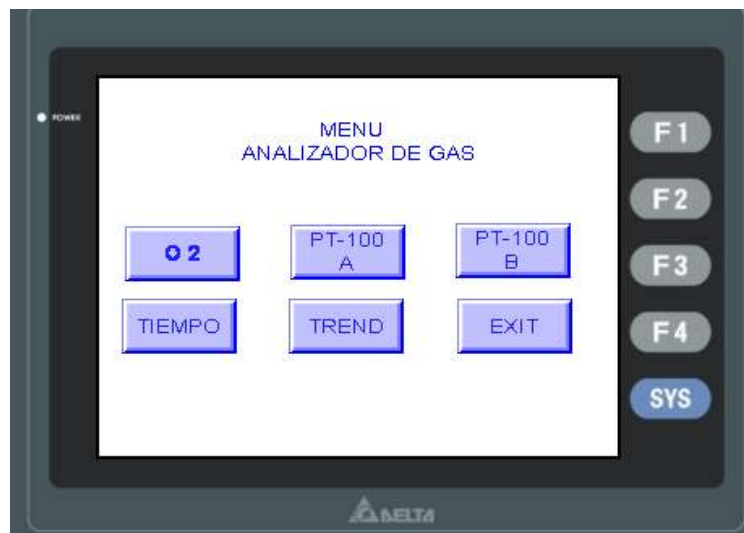 POWER
MENU
ANALIZADOR DE GAS
O 2
PT-100
A
PT-100
B
TIEMPO
TREND
EXIT
F1
F2
F3
F4
SYS
DELTA